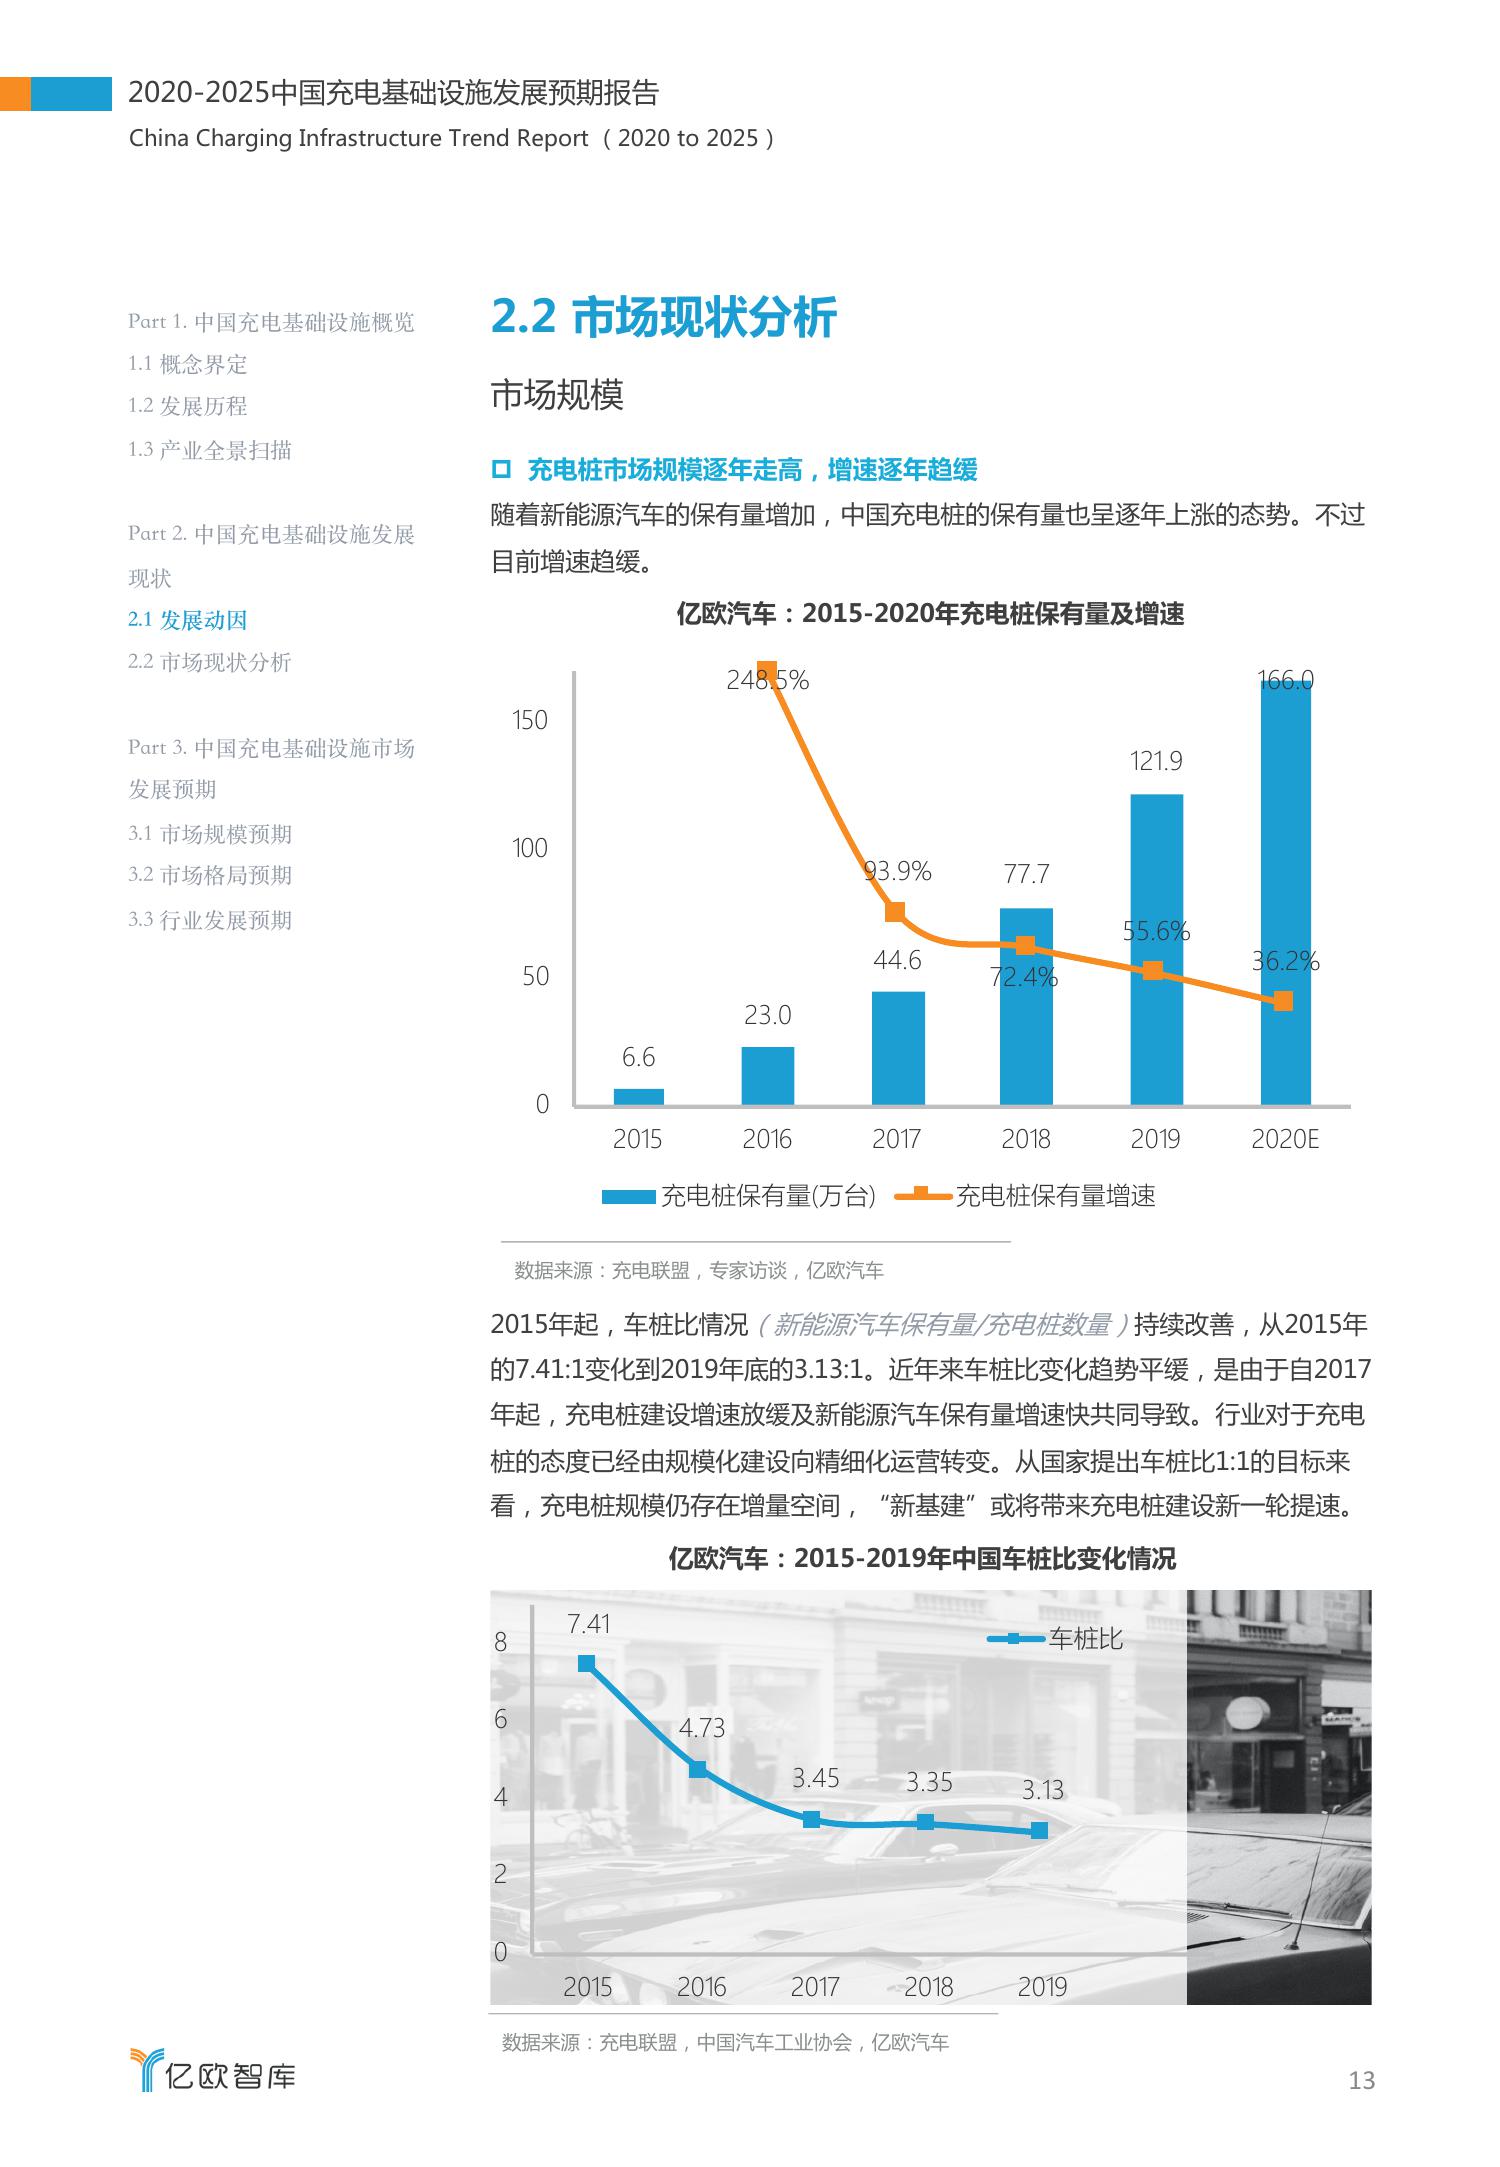 2020-2025中国充电基础设施发展预期报告
China Charging Infrastructure Trend Report（2020 to 2025）
Part 1. 中国充电基础设施概览
1.1 概念界定
1.2 发展历程
1.3 产业全景扫描
Part 2. 中国充电基础设施发展
现状
2.1 发展动因
2.2 市场现状分析
Part 3. 中国充电基础设施市场
发展预期
3.1 市场规模预期
3.2 市场格局预期
3.3 行业发展预期
2.2 市场现状分析
市场规模
充电桩市场规模逐年走高，增速逐年趋缓
随着新能源汽车的保有量增加，中国充电桩的保有量也呈逐年上涨的态势。不过
目前增速趋缓。
亿欧汽车：2015-2020年充电桩保有量及增速
248.5%
166.0
150
121.9
100
93.9%
77.7
55.6%
36.2%
50
44.6
72.4%
23.0
6.6
0
2015
2016
2017
2018
2019
2020E
充电桩保有量(万台)
充电桩保有量增速
数据来源：充电联盟，专家访谈，亿欧汽车
2015年起，车桩比情况（新能源汽车保有量/充电桩数量）持续改善，从2015年
的7.41:1变化到2019年底的3.13:1。近年来车桩比变化趋势平缓，是由于自2017
年起，充电桩建设增速放缓及新能源汽车保有量增速快共同导致。行业对于充电
桩的态度已经由规模化建设向精细化运营转变。从国家提出车桩比1:1的目标来
看，充电桩规模仍存在增量空间，“新基建”或将带来充电桩建设新一轮提速。
亿欧汽车：2015-2019年中国车桩比变化情况
7.41
8
车桩比
6
4.73
3.45
3.35
3.13
4
2
0
2015
2016
2017
2018
2019
数据来源：充电联盟，中国汽车工业协会，亿欧汽车
亿欧智库
13